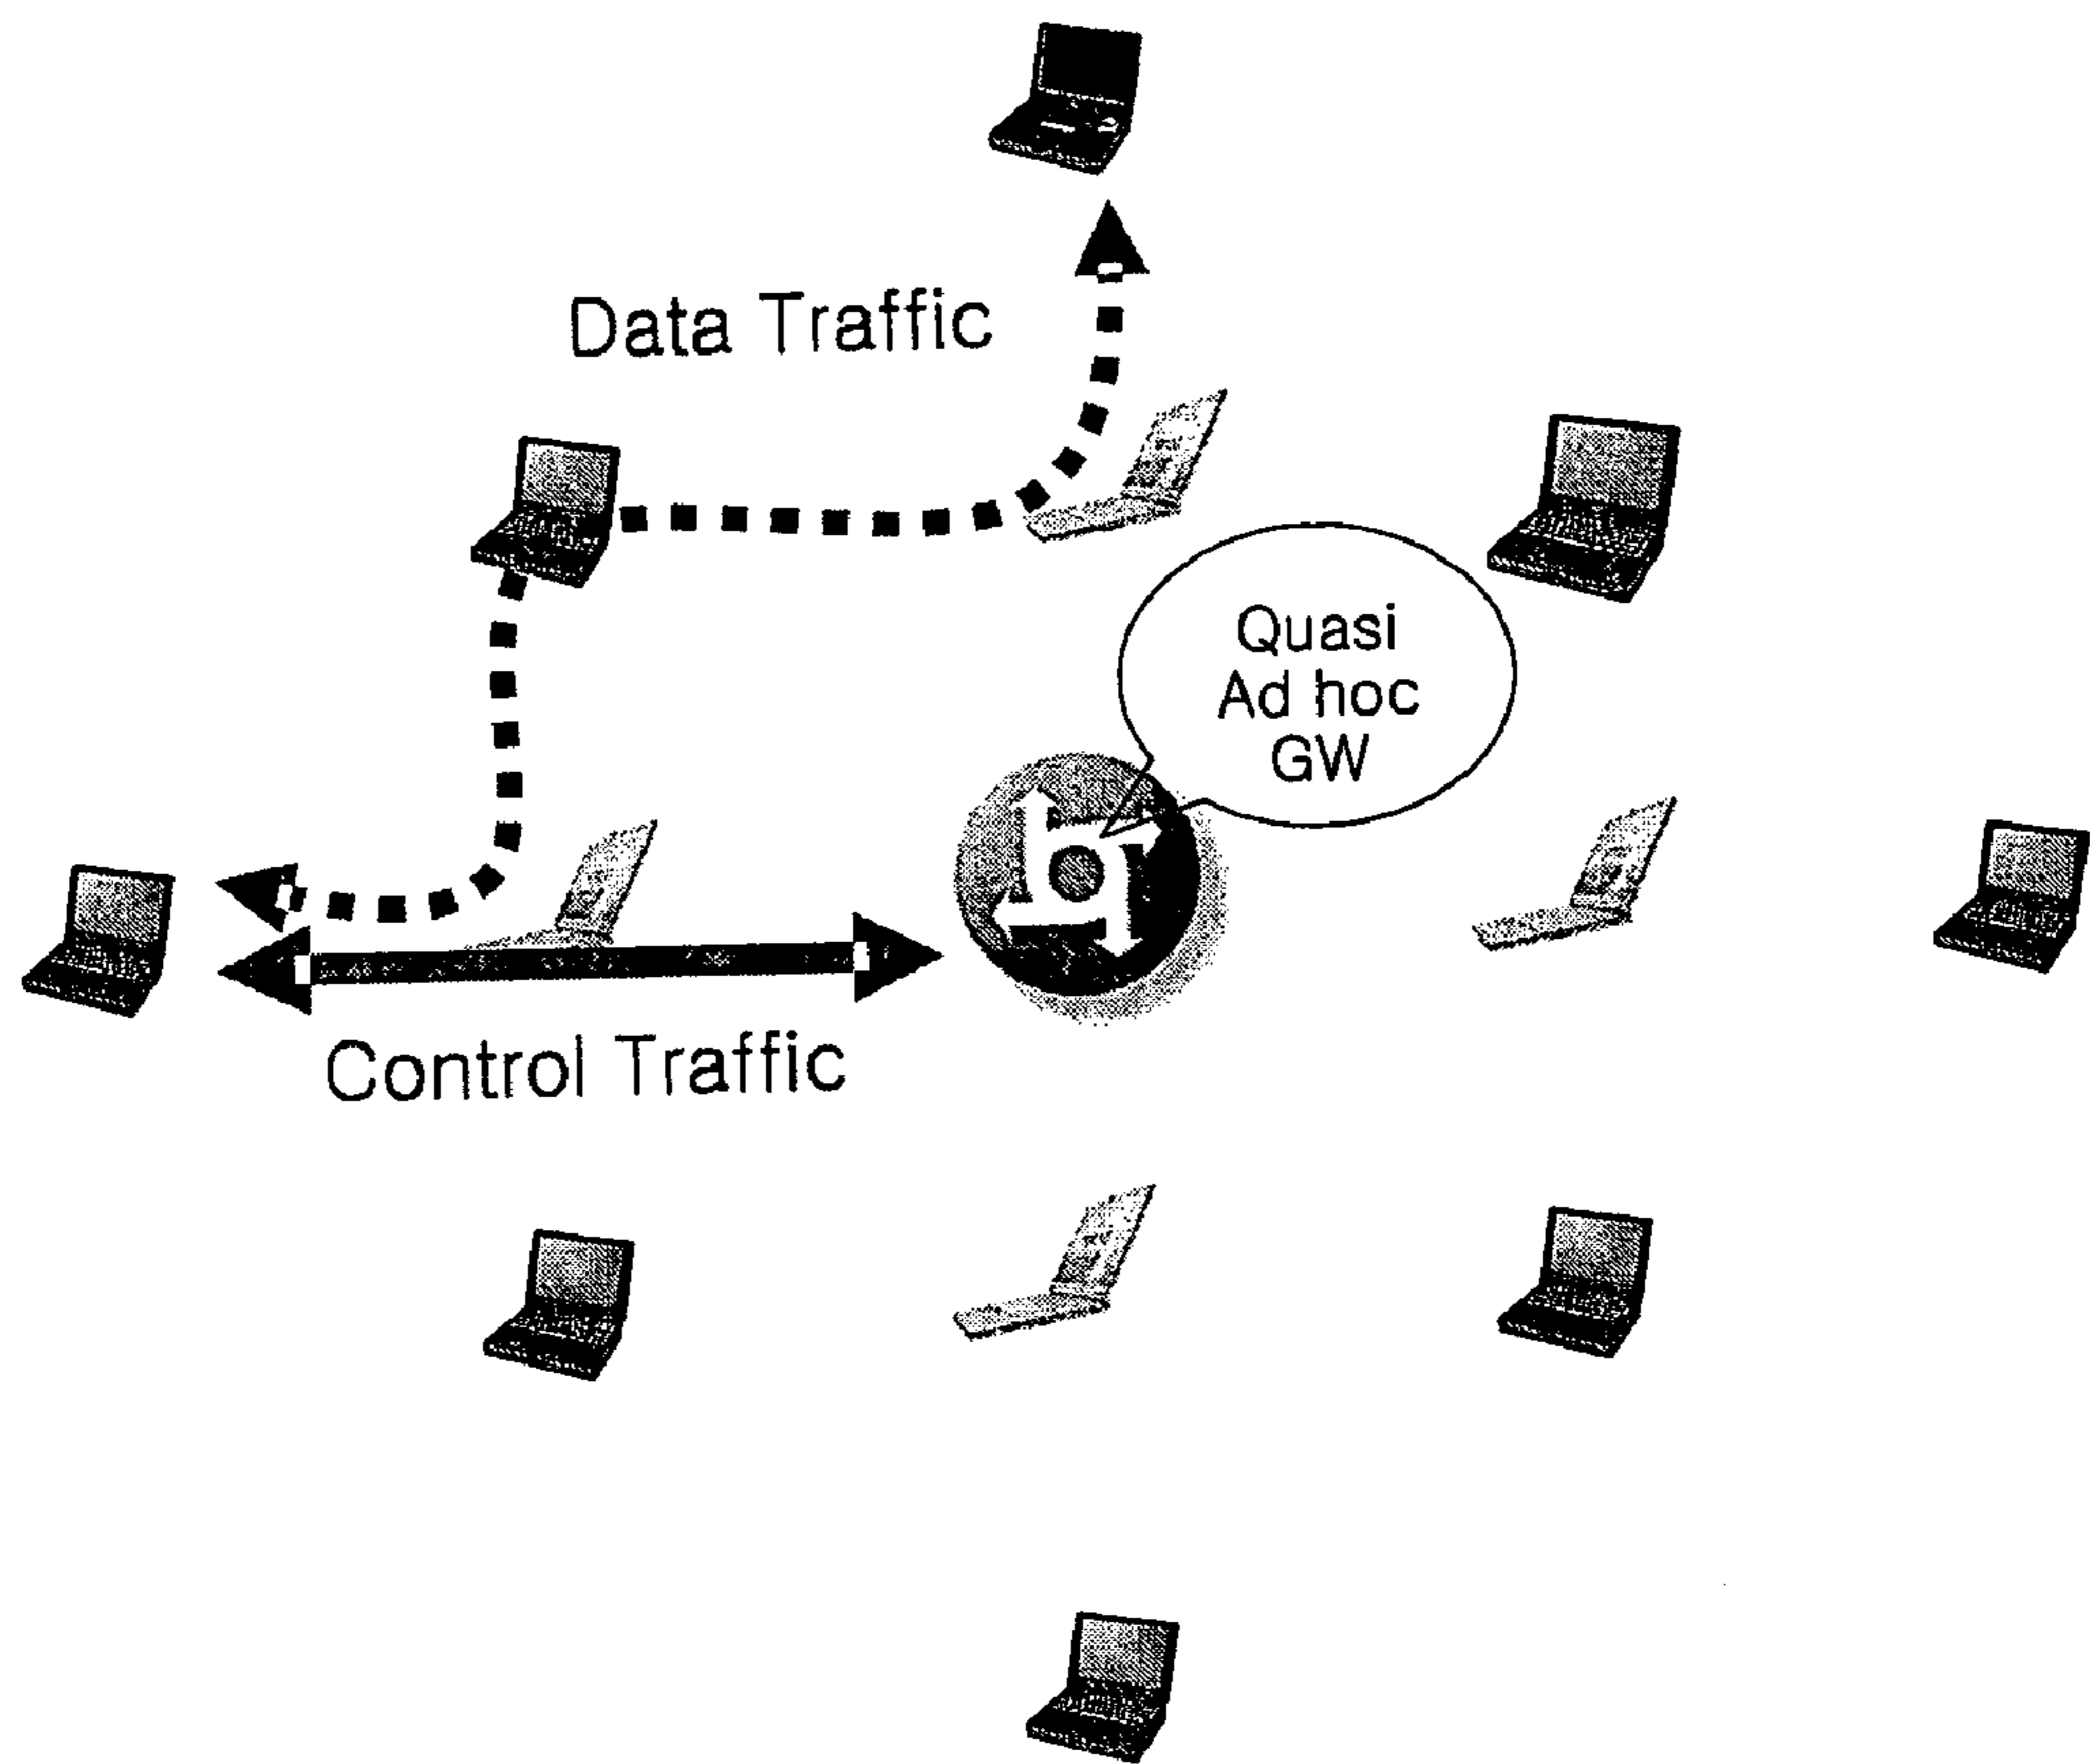 Data Traffic
Quasi
Ad hoc
GW
Control Traffic